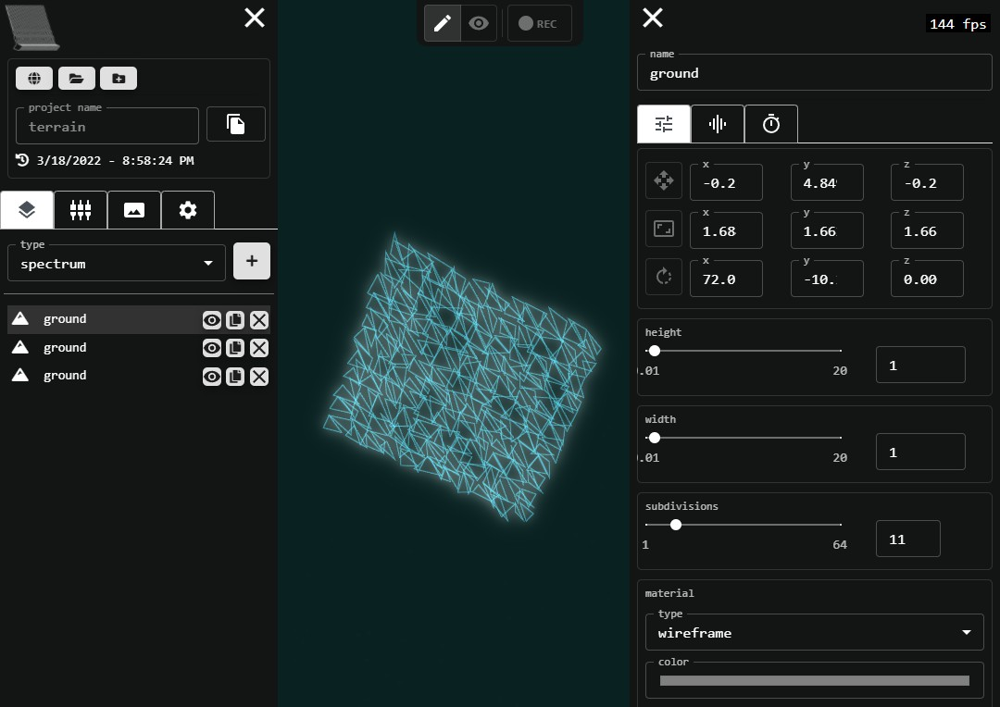 project name
terrain
3/18/2022 - 8:58:24 PM
type
spectrum
+
ground
ground
ground
REC
144 fps
name
ground
x y z
-0.2 4.84 -0.2
x y z
1.68 1.66 1.66
x y z
72.0 -10. 0.00
height
.01 20 1
width
.01 20 1
subdivisions
1 64 11
material
type
wireframe
color